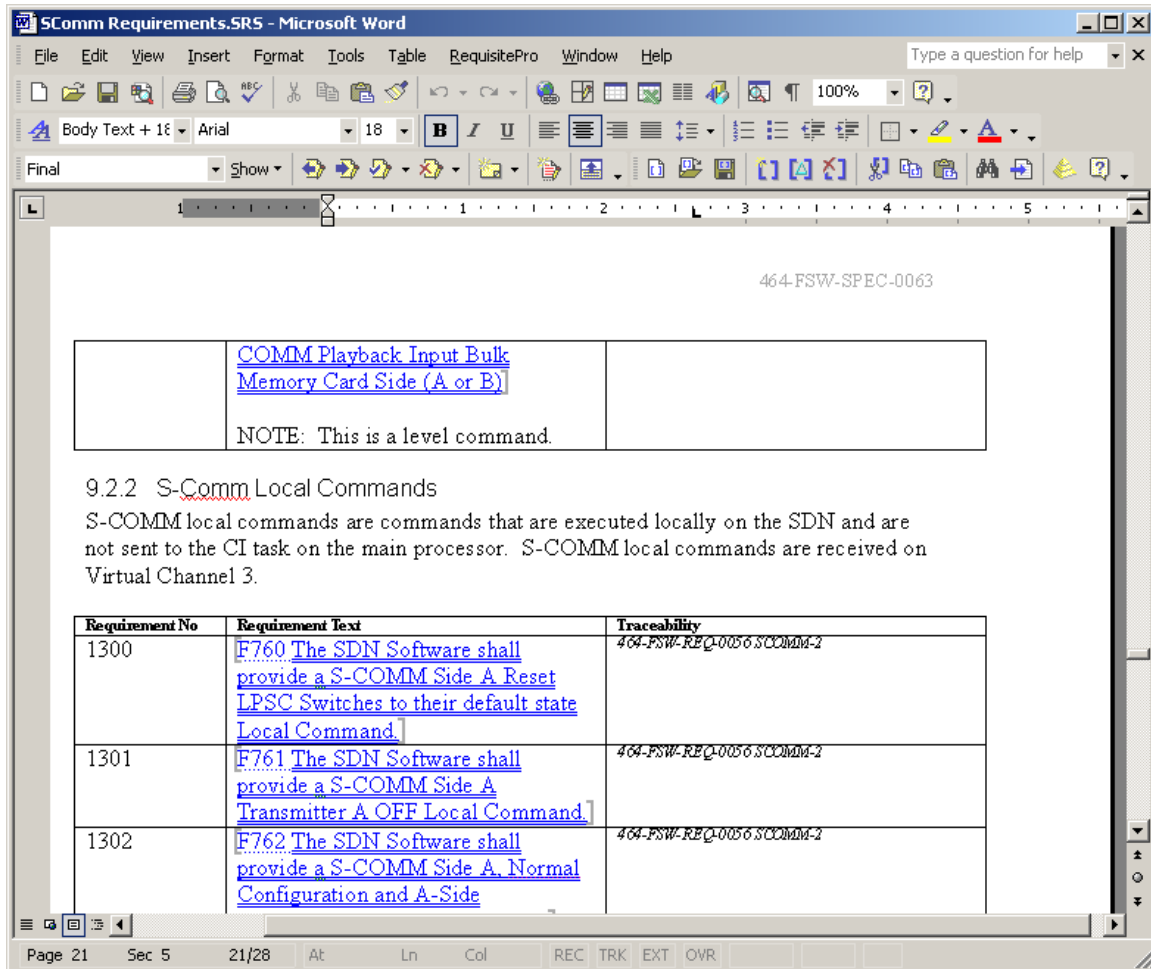 SComm Requirements.SRS - Microsoft Word
File Edit View Insert Format Tools Table RequisitePro Window Help Type a question for help
100%
Body Text + 18 Arial 18 B I U
Final Show
1 1 2 3 4 5
464-FSW-SPEC-0063
COMM Playback Input Bulk
Memory Card Side (A or B)
NOTE: This is a level command.
9.2.2 S-Comm Local Commands
S-COMM local commands are commands that are executed locally on the SDN and are
not sent to the CI task on the main processor. S-COMM local commands are received on
Virtual Channel 3.
Requirement No Requirement Text Traceability
1300 F760 The SDN Software shall 464-FSW-REQ-0056 SCOMM-2
provide a S-COMM Side A Reset
LPSC Switches to their default state
Local Command.
1301 F761 The SDN Software shall 464-FSW-REQ-0056 SCOMM-2
provide a S-COMM Side A
Transmitter A OFF Local Command.
1302 F762 The SDN Software shall 464-FSW-REQ-0056 SCOMM-2
provide a S-COMM Side A, Normal
Configuration and A-Side
Page 21 Sec 5 21/28 At Ln Col REC TRK EXT OVR